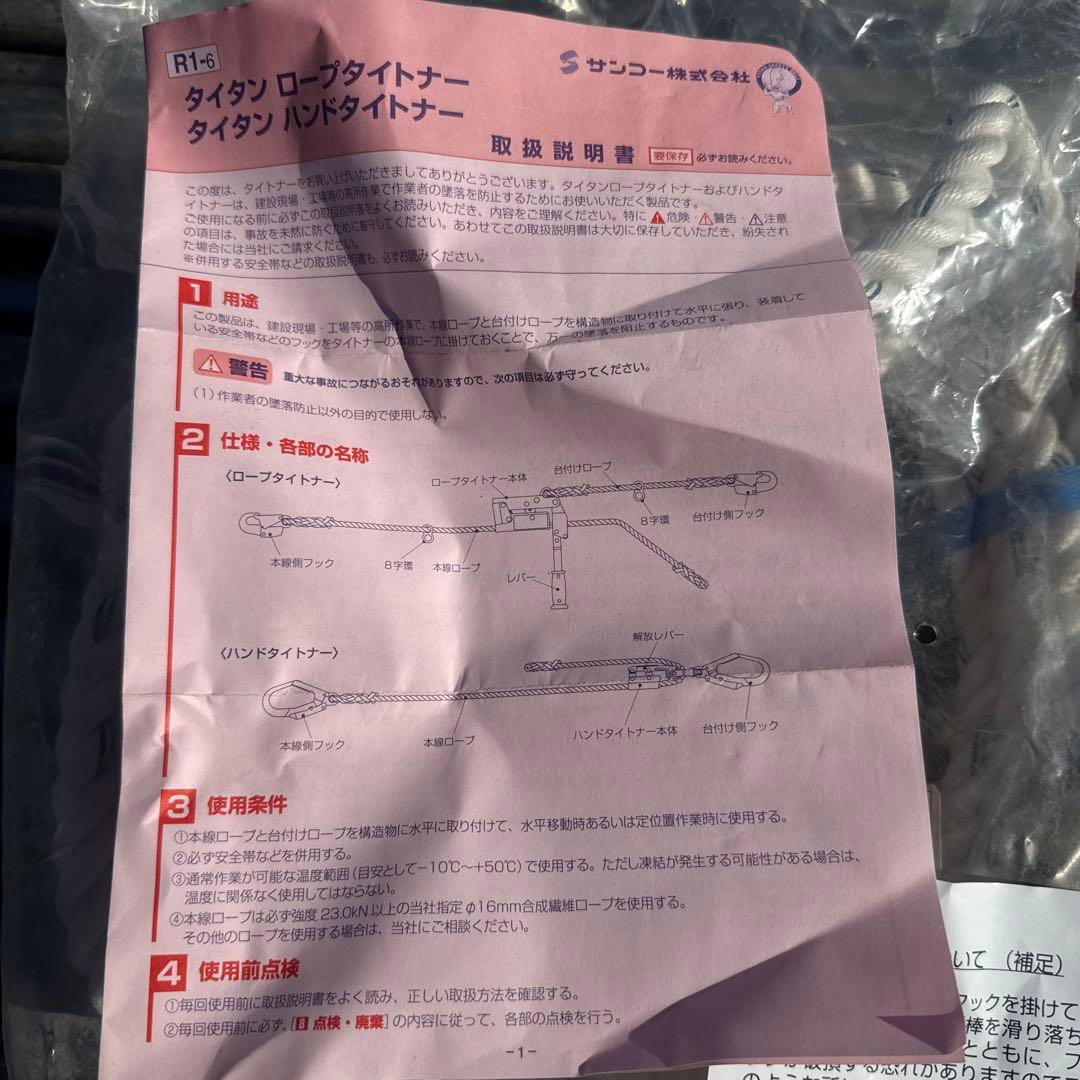 R1-6
タイタン ロープタイトナー
タイタン ハンドタイトナー
サンコー株式会社
取扱説明書 要保存 必ずお読みください。
この度は、タイトナーをお買い上げいただきましてありがとうございます。タイタンロープタイトナーおよびハンドタ
イトナーは、建設現場・工場等の高所作業で作業者の墜落を防止するためにお使いいただく製品です。
ご使用になる前に必ずこの取扱説明書をよくお読みいただき、内容をご理解ください。特に⚠危険・⚠警告・⚠注意
の項目は、事故を未然に防ぐために厳守してください。あわせてこの取扱説明書は大切に保存していただき、紛失され
た場合には当社にご請求ください。
※併用する安全帯などの取扱説明書も、必ずお読みください。
1 用途
この製品は、建設現場・工場等の高所作業で、本線ロープと台付けロープを構造物に取り付けて水平に張り、装着して
いる安全帯などのフックをタイトナーの本線ロープに掛けておくことで、万一の墜落を阻止するものです。
⚠警告 重大な事故につながるおそれがありますので、次の項目は必ず守ってください。
(1)作業者の墜落防止以外の目的で使用しない。
2 仕様・各部の名称
〈ロープタイトナー〉
ロープタイトナー本体
台付けロープ
8字環
台付け側フック
本線側フック
8字環
本線ロープ
レバー
〈ハンドタイトナー〉
解放レバー
本線側フック
本線ロープ
ハンドタイトナー本体
台付け側フック
3 使用条件
①本線ロープと台付けロープを構造物に水平に取り付けて、水平移動時あるいは定位置作業時に使用する。
②必ず安全帯などを併用する。
③通常作業が可能な温度範囲(目安として−10℃〜+50℃)で使用する。ただし凍結が発生する可能性がある場合は、
温度に関係なく使用してはならない。
④本線ロープは必ず強度23.0kN以上の当社指定φ16mm合成繊維ロープを使用する。
その他のロープを使用する場合は、当社にご相談ください。
4 使用前点検
①毎回使用前に取扱説明書をよく読み、正しい取扱方法を確認する。
②毎回使用前に必ず、[8 点検・廃棄]の内容に従って、各部の点検を行う。
-1-
いて (補足)
フックを掛けて
棒を滑り落ち
とともに、フ